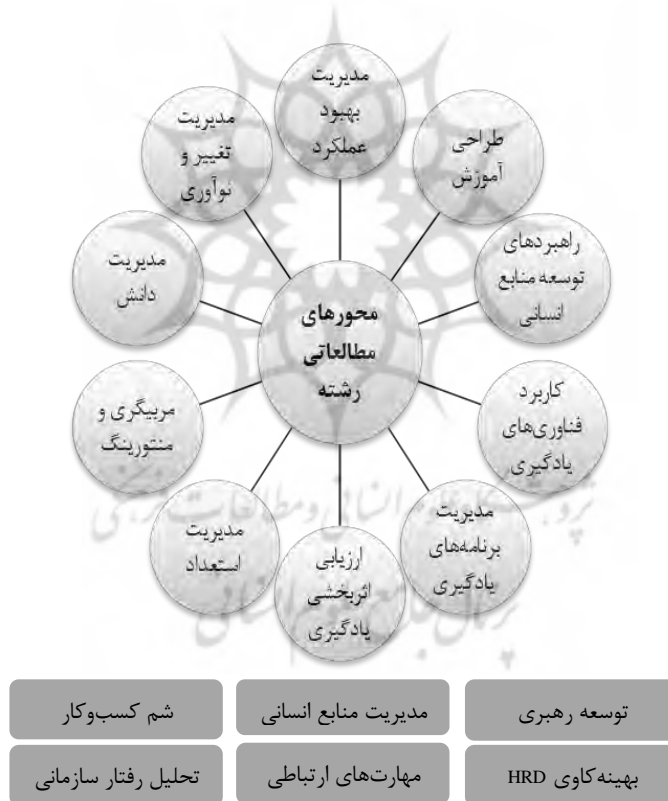 مدیریت
بهبود
عملکرد
طراحی
آموزش
راهبردهای
توسعه منابع
انسانی
کاربرد
فناوری‌های
یادگیری
مدیریت
برنامه‌های
یادگیری
ارزیابی
اثربخشی
یادگیری
مدیریت
استعداد
مربیگری و
منتورینگ
مدیریت
دانش
مدیریت
تغییر و
نوآوری
محورهای
مطالعاتی
رشته
توسعه رهبری
مدیریت منابع انسانی
شم کسب‌وکار
بهینه‌کاوی HRD
مهارت‌های ارتباطی
تحلیل رفتار سازمانی